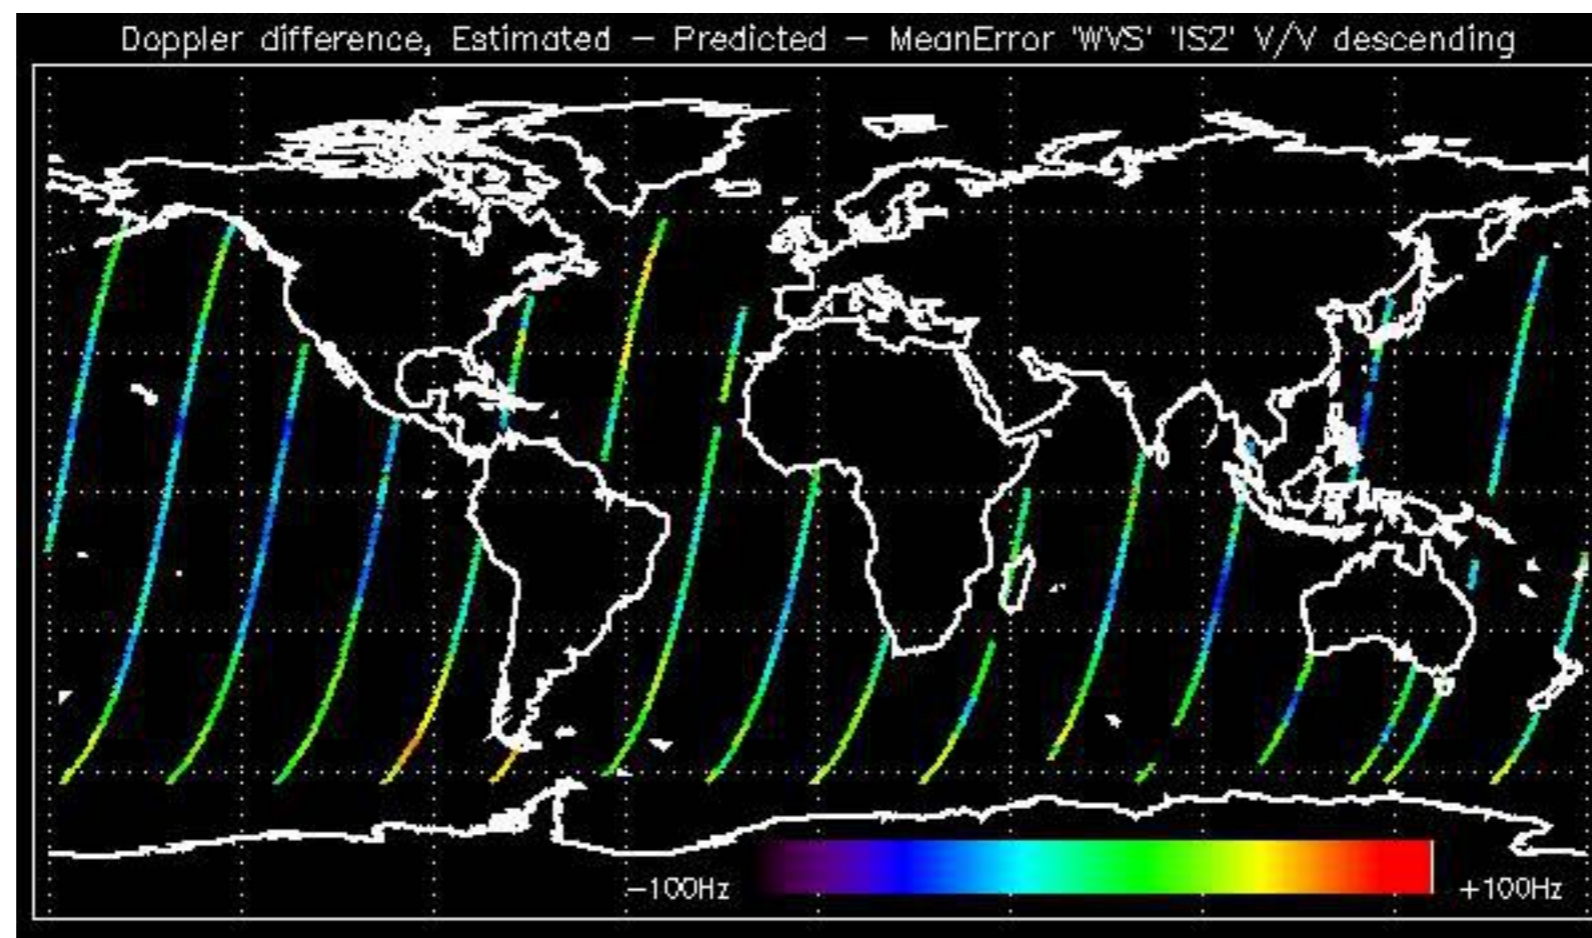 Doppler difference, Estimated - Predicted - MeanError 'WVS' 'IS2' V/V descending
-100Hz
+100Hz